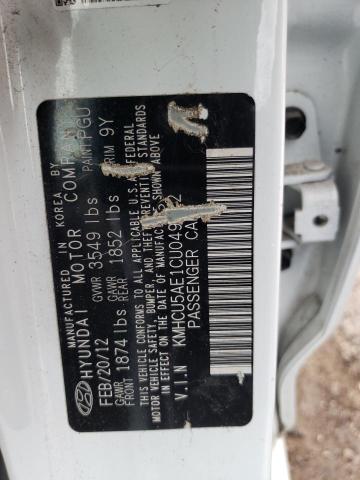 MANUFACTURED IN KOREA BY
HYUNDAI MOTOR COMPANY
FEB/20/12 GVWR 3549 lbs PAINT:PGU
GAWR FRONT 1874 lbs GAWR REAR 1852 lbs TRIM 9Y
THIS VEHICLE CONFORMS TO ALL APPLICABLE U.S. FEDERAL
MOTOR VEHICLE SAFETY, BUMPER, AND THEFT STANDARDS
IN EFFECT ON THE DATE OF MANUFACTURE SHOWN ABOVE
V.I.N KMHCU5AE1CU049
PASSENGER CA